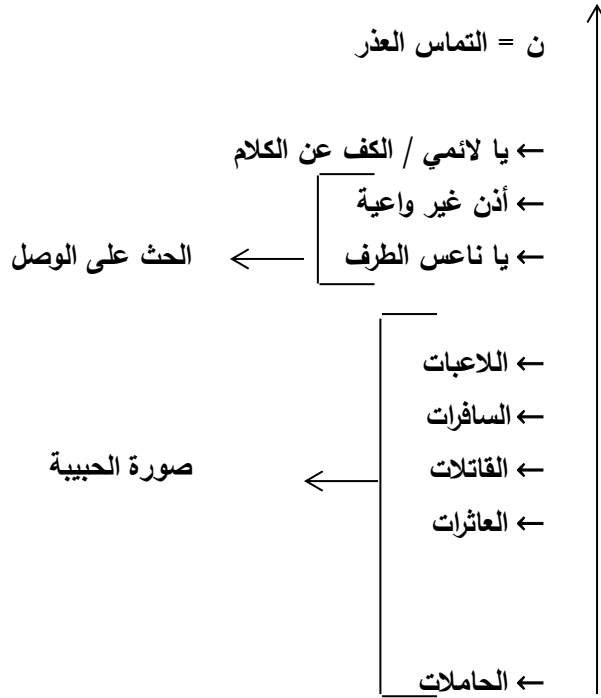 ن = التماس العذر
← يا لائمي / الكف عن الكلام
← أذن غير واعية
← يا ناعس الطرف
الحث على الوصل
← اللاعبات
← السافرات
← القاتلات
صورة الحبيبة
← العاثرات
← الحاملات